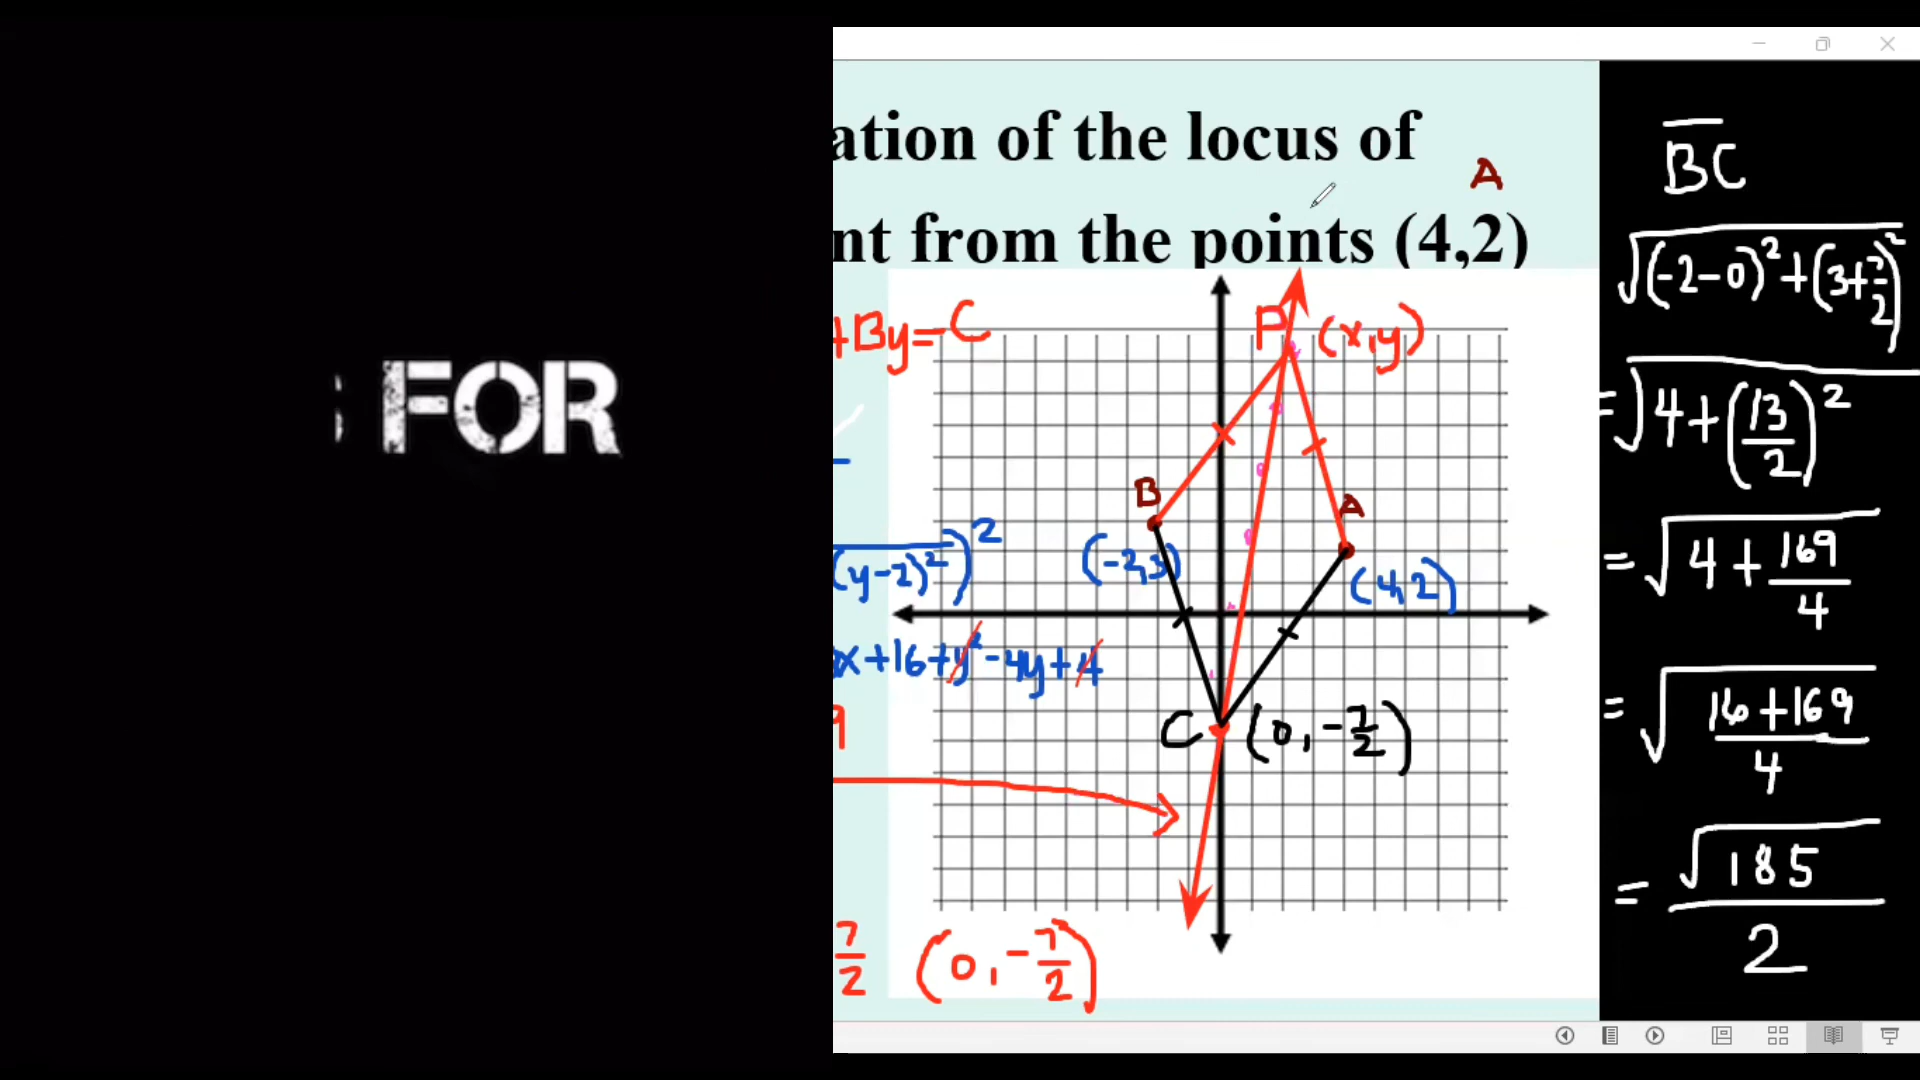 FOR
ation of the locus of
A
nt from the points (4,2)
+By=C
P (x,y)
B
A
(y-2)²)²
(-2,3)
(4,2)
x+16+y²-4y+4
9
C (0,-7/2)
7/2 (0,-7/2)
BC
√(-2-0)²+(3+7/2)²
=√4+(13/2)²
=√4+169/4
=√16+169/4
=√185/2